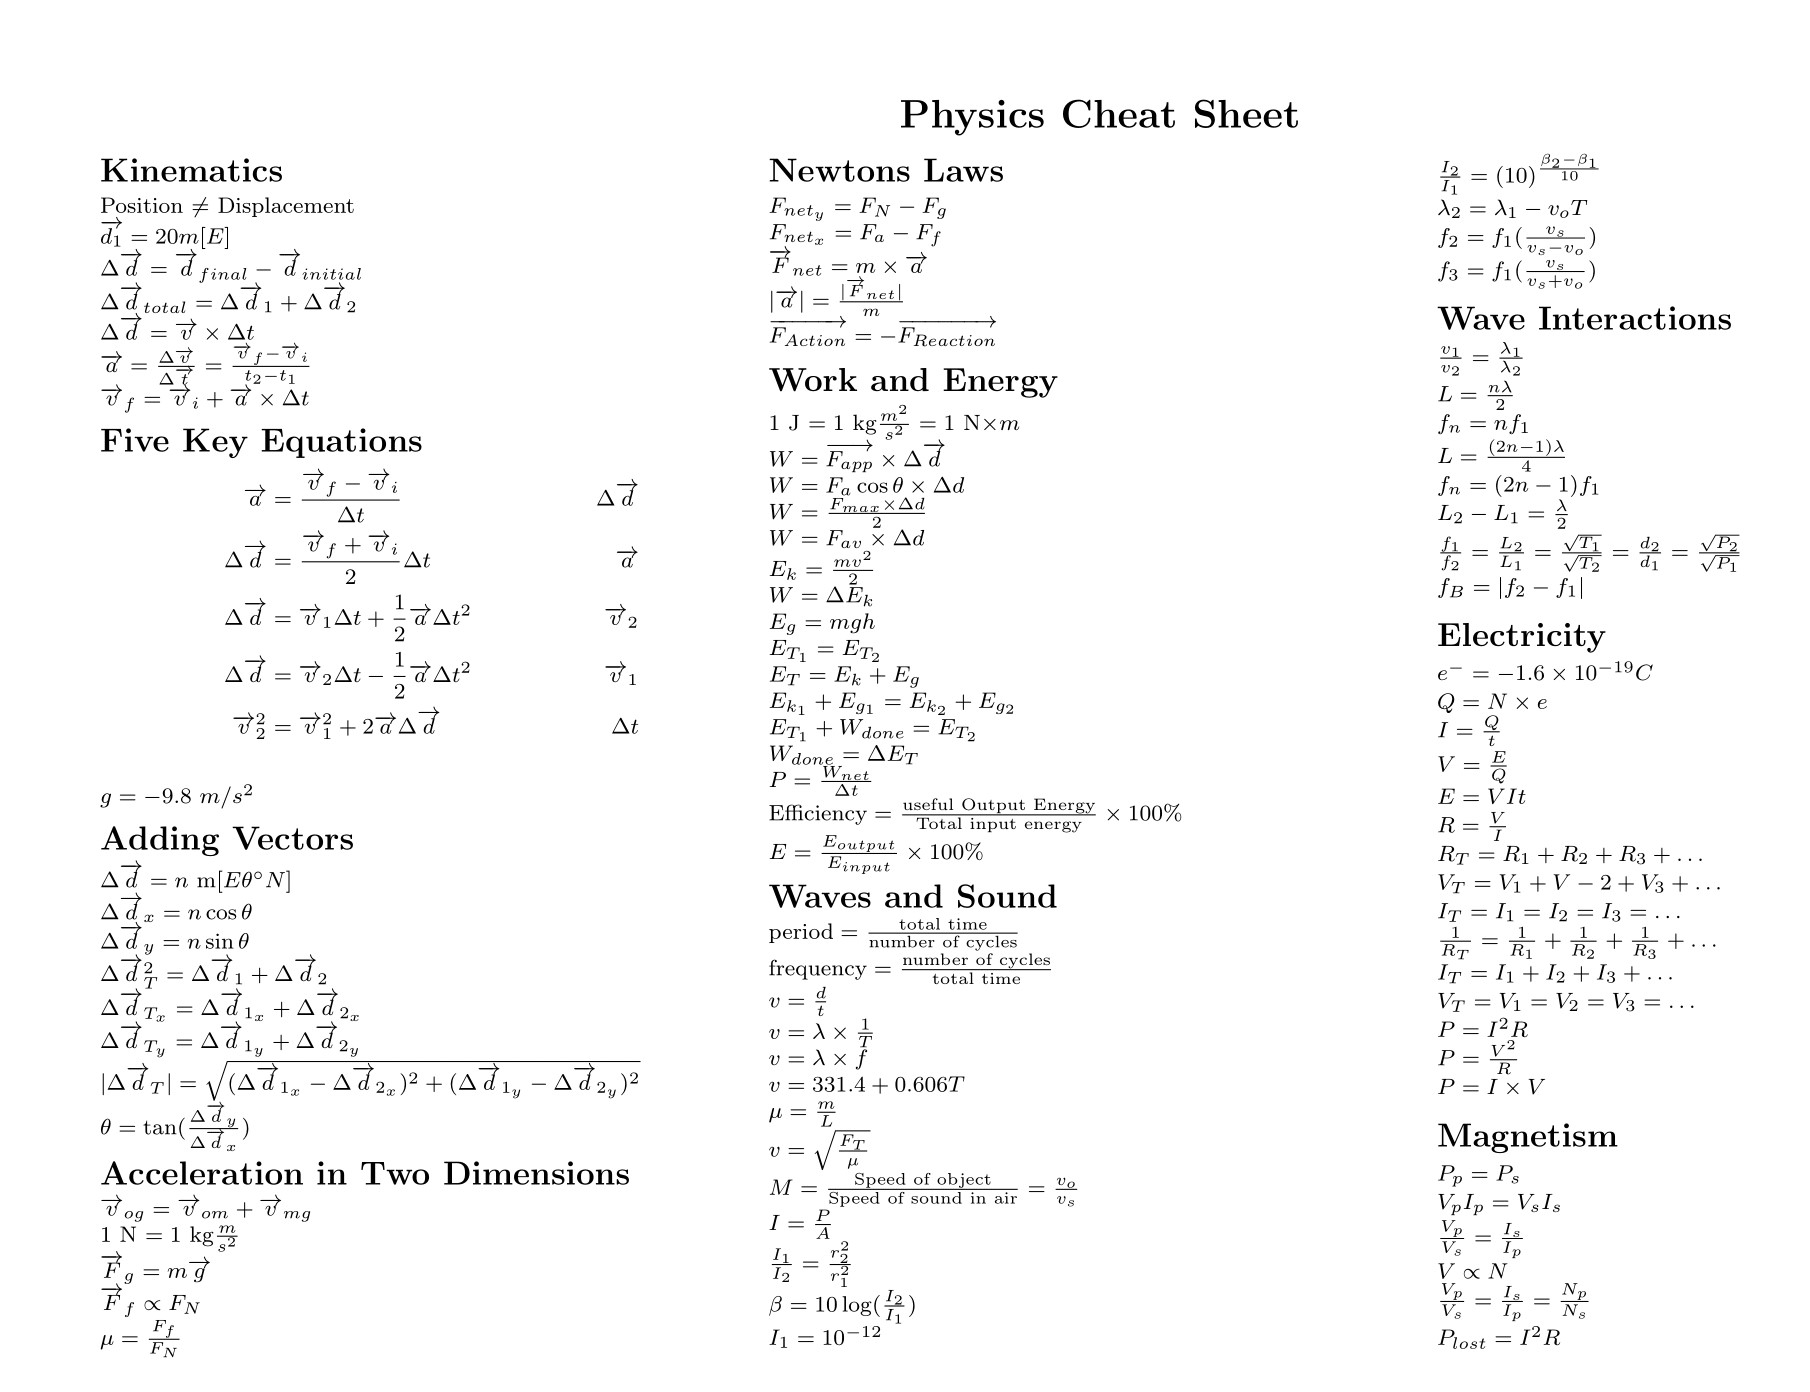 Physics Cheat Sheet
Kinematics
Position ≠ Displacement
$\overrightarrow{d_1} = 20m[E]$
$\Delta\overrightarrow{d} = \overrightarrow{d}_{final} - \overrightarrow{d}_{initial}$
$\Delta\overrightarrow{d}_{total} = \Delta\overrightarrow{d}_1 + \Delta\overrightarrow{d}_2$
$\Delta\overrightarrow{d} = \overrightarrow{v} \times \Delta t$
$\overrightarrow{a} = \frac{\Delta\overrightarrow{v}}{\Delta\overrightarrow{t}} = \frac{\overrightarrow{v}_f - \overrightarrow{v}_i}{t_2 - t_1}$
$\overrightarrow{v}_f = \overrightarrow{v}_i + \overrightarrow{a} \times \Delta t$
Five Key Equations
$\overrightarrow{a} = \frac{\overrightarrow{v}_f - \overrightarrow{v}_i}{\Delta t}$ $\Delta\overrightarrow{d}$
$\Delta\overrightarrow{d} = \frac{\overrightarrow{v}_f + \overrightarrow{v}_i}{2}\Delta t$ $\overrightarrow{a}$
$\Delta\overrightarrow{d} = \overrightarrow{v}_1\Delta t + \frac{1}{2}\overrightarrow{a}\Delta t^2$ $\overrightarrow{v}_2$
$\Delta\overrightarrow{d} = \overrightarrow{v}_2\Delta t - \frac{1}{2}\overrightarrow{a}\Delta t^2$ $\overrightarrow{v}_1$
$\overrightarrow{v}_2^2 = \overrightarrow{v}_1^2 + 2\overrightarrow{a}\Delta\overrightarrow{d}$ $\Delta t$
$g = -9.8\ m/s^2$
Adding Vectors
$\Delta\overrightarrow{d} = n$ m$[E\theta^\circ N]$
$\Delta\overrightarrow{d}_x = n\cos\theta$
$\Delta\overrightarrow{d}_y = n\sin\theta$
$\Delta\overrightarrow{d}_T^2 = \Delta\overrightarrow{d}_1 + \Delta\overrightarrow{d}_2$
$\Delta\overrightarrow{d}_{T_x} = \Delta\overrightarrow{d}_{1_x} + \Delta\overrightarrow{d}_{2_x}$
$\Delta\overrightarrow{d}_{T_y} = \Delta\overrightarrow{d}_{1_y} + \Delta\overrightarrow{d}_{2_y}$
$|\Delta\overrightarrow{d}_T| = \sqrt{(\Delta\overrightarrow{d}_{1_x} - \Delta\overrightarrow{d}_{2_x})^2 + (\Delta\overrightarrow{d}_{1_y} - \Delta\overrightarrow{d}_{2_y})^2}$
$\theta = \tan(\frac{\Delta\overrightarrow{d}_y}{\Delta\overrightarrow{d}_x})$
Acceleration in Two Dimensions
$\overrightarrow{v}_{og} = \overrightarrow{v}_{om} + \overrightarrow{v}_{mg}$
1 N = 1 kg$\frac{m}{s^2}$
$\overrightarrow{F}_g = m\overrightarrow{g}$
$\overrightarrow{F}_f \propto F_N$
$\mu = \frac{F_f}{F_N}$
Newtons Laws
$F_{net_y} = F_N - F_g$
$F_{net_x} = F_a - F_f$
$\overrightarrow{F}_{net} = m \times \overrightarrow{a}$
$|\overrightarrow{a}| = \frac{|\overrightarrow{F}_{net}|}{m}$
$\overrightarrow{F_{Action}} = -\overrightarrow{F_{Reaction}}$
Work and Energy
1 J = 1 kg$\frac{m^2}{s^2}$ = 1 N$\times m$
$W = \overrightarrow{F_{app}} \times \Delta\overrightarrow{d}$
$W = F_a\cos\theta \times \Delta d$
$W = \frac{F_{max} \times \Delta d}{2}$
$W = F_{av} \times \Delta d$
$E_k = \frac{mv^2}{2}$
$W = \Delta E_k$
$E_g = mgh$
$E_{T_1} = E_{T_2}$
$E_T = E_k + E_g$
$E_{k_1} + E_{g_1} = E_{k_2} + E_{g_2}$
$E_{T_1} + W_{done} = E_{T_2}$
$W_{done} = \Delta E_T$
$P = \frac{W_{net}}{\Delta t}$
Efficiency $= \frac{\text{useful Output Energy}}{\text{Total input energy}} \times 100\%$
$E = \frac{E_{output}}{E_{input}} \times 100\%$
Waves and Sound
period $= \frac{\text{total time}}{\text{number of cycles}}$
frequency $= \frac{\text{number of cycles}}{\text{total time}}$
$v = \frac{d}{t}$
$v = \lambda \times \frac{1}{T}$
$v = \lambda \times f$
$v = 331.4 + 0.606T$
$\mu = \frac{m}{L}$
$v = \sqrt{\frac{F_T}{\mu}}$
$M = \frac{\text{Speed of object}}{\text{Speed of sound in air}} = \frac{v_o}{v_s}$
$I = \frac{P}{A}$
$\frac{I_1}{I_2} = \frac{r_2^2}{r_1^2}$
$\beta = 10\log(\frac{I_2}{I_1})$
$I_1 = 10^{-12}$
$\frac{I_2}{I_1} = (10)^{\frac{\beta_2 - \beta_1}{10}}$
$\lambda_2 = \lambda_1 - v_oT$
$f_2 = f_1(\frac{v_s}{v_s - v_o})$
$f_3 = f_1(\frac{v_s}{v_s + v_o})$
Wave Interactions
$\frac{v_1}{v_2} = \frac{\lambda_1}{\lambda_2}$
$L = \frac{n\lambda}{2}$
$f_n = nf_1$
$L = \frac{(2n-1)\lambda}{4}$
$f_n = (2n - 1)f_1$
$L_2 - L_1 = \frac{\lambda}{2}$
$\frac{f_1}{f_2} = \frac{L_2}{L_1} = \frac{\sqrt{T_1}}{\sqrt{T_2}} = \frac{d_2}{d_1} = \frac{\sqrt{P_2}}{\sqrt{P_1}}$
$f_B = |f_2 - f_1|$
Electricity
$e^- = -1.6 \times 10^{-19}C$
$Q = N \times e$
$I = \frac{Q}{t}$
$V = \frac{E}{Q}$
$E = VIt$
$R = \frac{V}{I}$
$R_T = R_1 + R_2 + R_3 + \ldots$
$V_T = V_1 + V - 2 + V_3 + \ldots$
$I_T = I_1 = I_2 = I_3 = \ldots$
$\frac{1}{R_T} = \frac{1}{R_1} + \frac{1}{R_2} + \frac{1}{R_3} + \ldots$
$I_T = I_1 + I_2 + I_3 + \ldots$
$V_T = V_1 = V_2 = V_3 = \ldots$
$P = I^2R$
$P = \frac{V^2}{R}$
$P = I \times V$
Magnetism
$P_p = P_s$
$V_pI_p = V_sI_s$
$\frac{V_p}{V_s} = \frac{I_s}{I_p}$
$V \propto N$
$\frac{V_p}{V_s} = \frac{I_s}{I_p} = \frac{N_p}{N_s}$
$P_{lost} = I^2R$